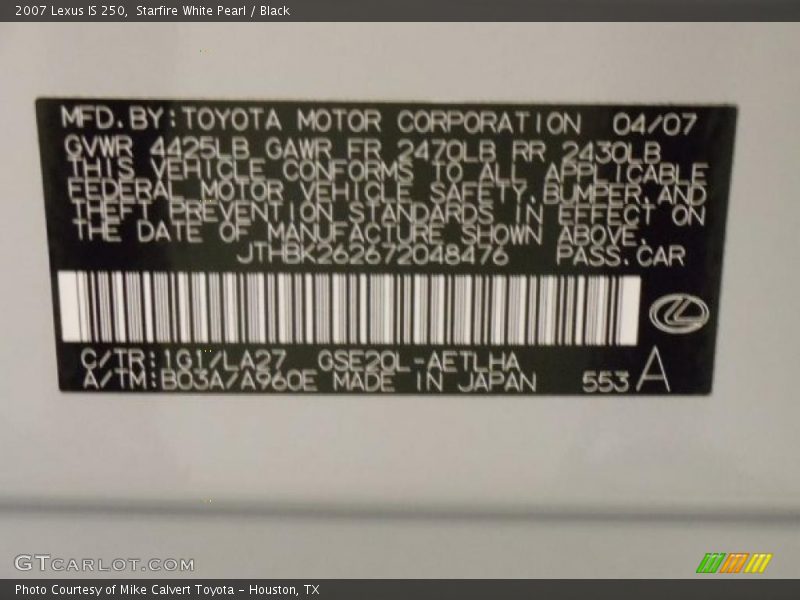 2007 Lexus IS 250,  Starfire White Pearl / Black
MFD. BY: TOYOTA MOTOR CORPORATION 04/07
GVWR 4425LB GAWR FR 2470LB RR 2430LB
THIS VEHICLE CONFORMS TO ALL APPLICABLE
FEDERAL MOTOR VEHICLE SAFETY, BUMPER, AND
THEFT PREVENTION STANDARDS IN EFFECT ON
THE DATE OF MANUFACTURE SHOWN ABOVE.
JTHBK262672048476 PASS. CAR
C/TR: 1G1/LA27 GSE20L-AETLHA
A/TM: B03A/A960E MADE IN JAPAN 553 A
GTCARLOT.COM
Photo Courtesy of Mike Calvert Toyota - Houston, TX